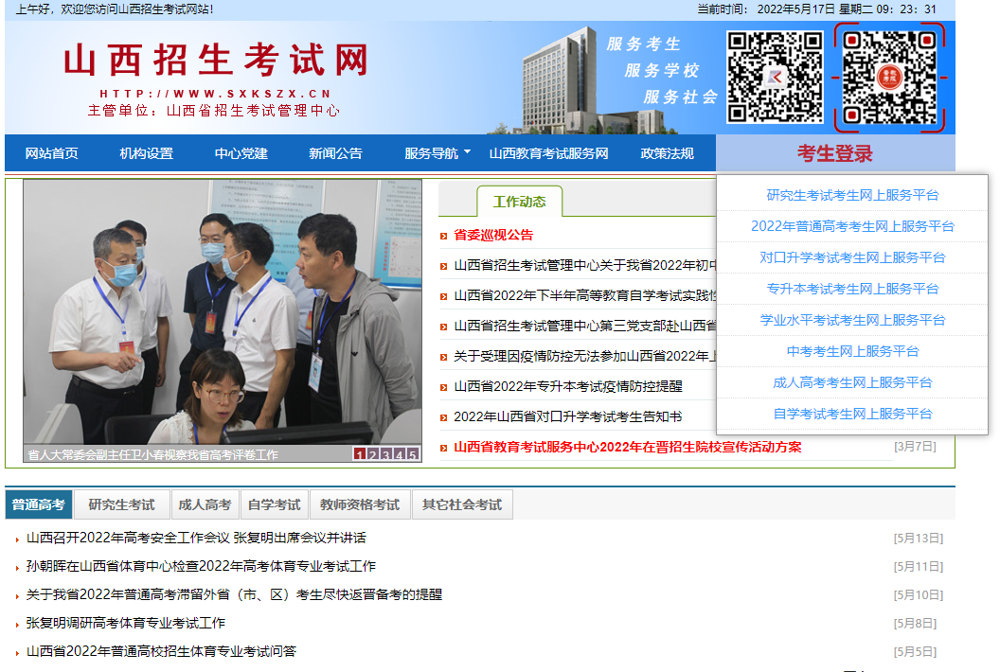 上午好，欢迎您访问山西招生考试网站!
当前时间： 2022年5月17日 星期二 09：23：31
山西招生考试网
HTTP://WWW.SXKSZX.CN
主管单位：山西省招生考试管理中心
服务考生
服务学校
服务社会
网站首页 机构设置 中心党建 新闻公告 服务导航 山西教育考试服务网 政策法规 考生登录
研究生考试考生网上服务平台
2022年普通高考考生网上服务平台
对口升学考试考生网上服务平台
专升本考试考生网上服务平台
学业水平考试考生网上服务平台
中考考生网上服务平台
成人高考考生网上服务平台
自学考试考生网上服务平台
工作动态
省委巡视公告
山西省招生考试管理中心关于我省2022年初中
山西省2022年下半年高等教育自学考试实践性
山西省招生考试管理中心第三党支部赴山西省
关于受理因疫情防控无法参加山西省2022年上
山西省2022年专升本考试疫情防控提醒
2022年山西省对口升学考试考生告知书
山西省教育考试服务中心2022年在晋招生院校宣传活动方案 [3月7日]
省人大常委会副主任卫小春视察我省高考评卷工作 1 2 3 4 5
普通高考 研究生考试 成人高考 自学考试 教师资格考试 其它社会考试
山西召开2022年高考安全工作会议 张复明出席会议并讲话 [5月13日]
孙朝晖在山西省体育中心检查2022年高考体育专业考试工作 [5月11日]
关于我省2022年普通高考滞留外省（市、区）考生尽快返晋备考的提醒 [5月10日]
张复明调研高考体育专业考试工作 [5月8日]
山西省2022年普通高校招生体育专业考试问答 [5月5日]